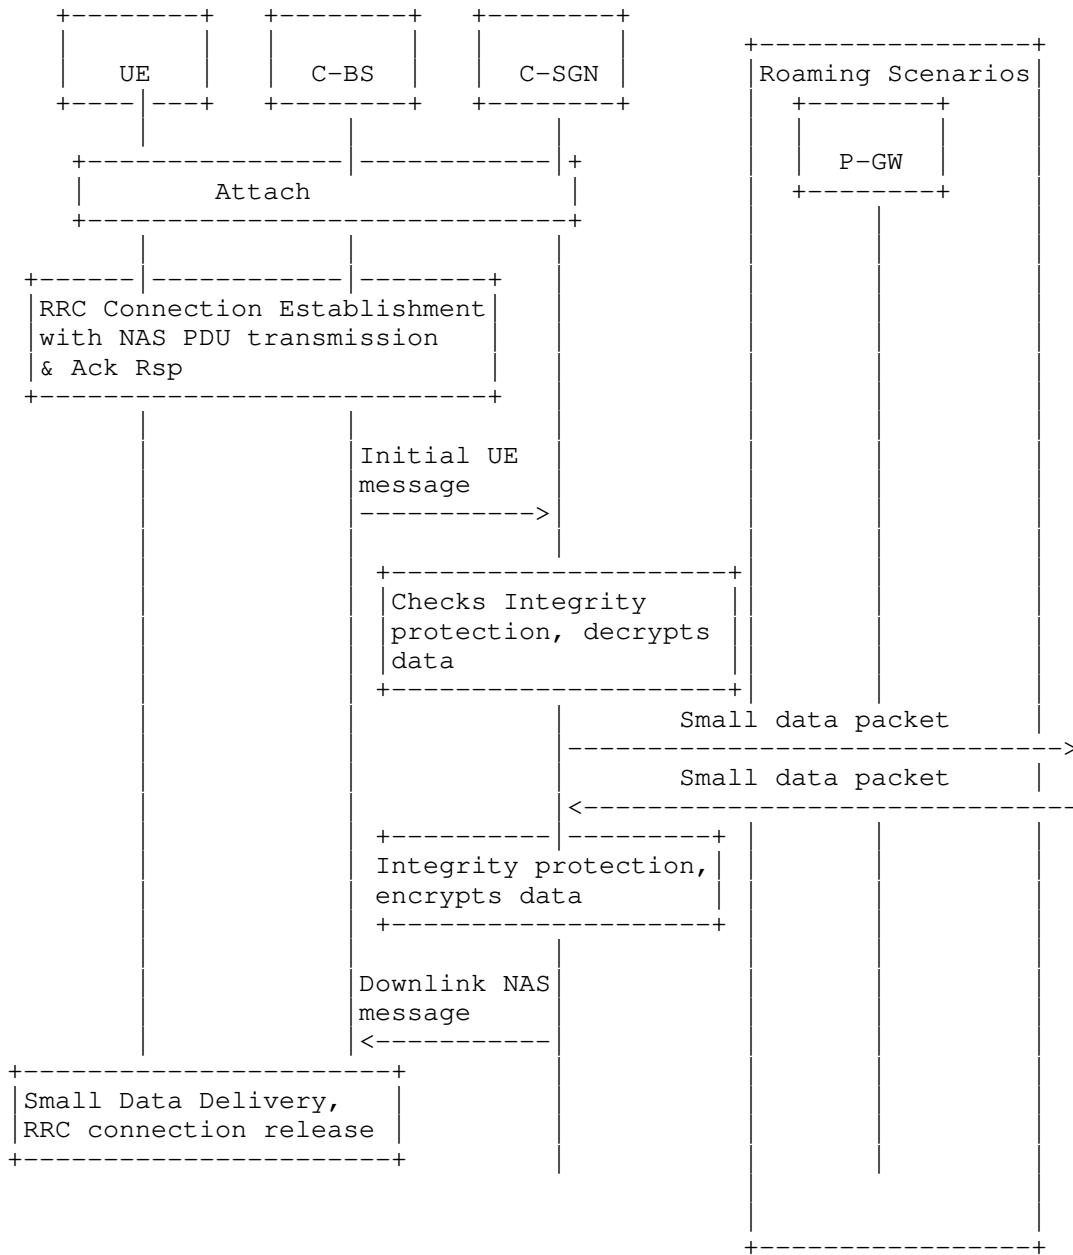 UE C-BS C-SGN
Roaming Scenarios
P-GW
Attach
RRC Connection Establishment
with NAS PDU transmission
& Ack Rsp
Initial UE
message
Checks Integrity
protection, decrypts
data
Small data packet
Small data packet
Integrity protection,
encrypts data
Downlink NAS
message
Small Data Delivery,
RRC connection release